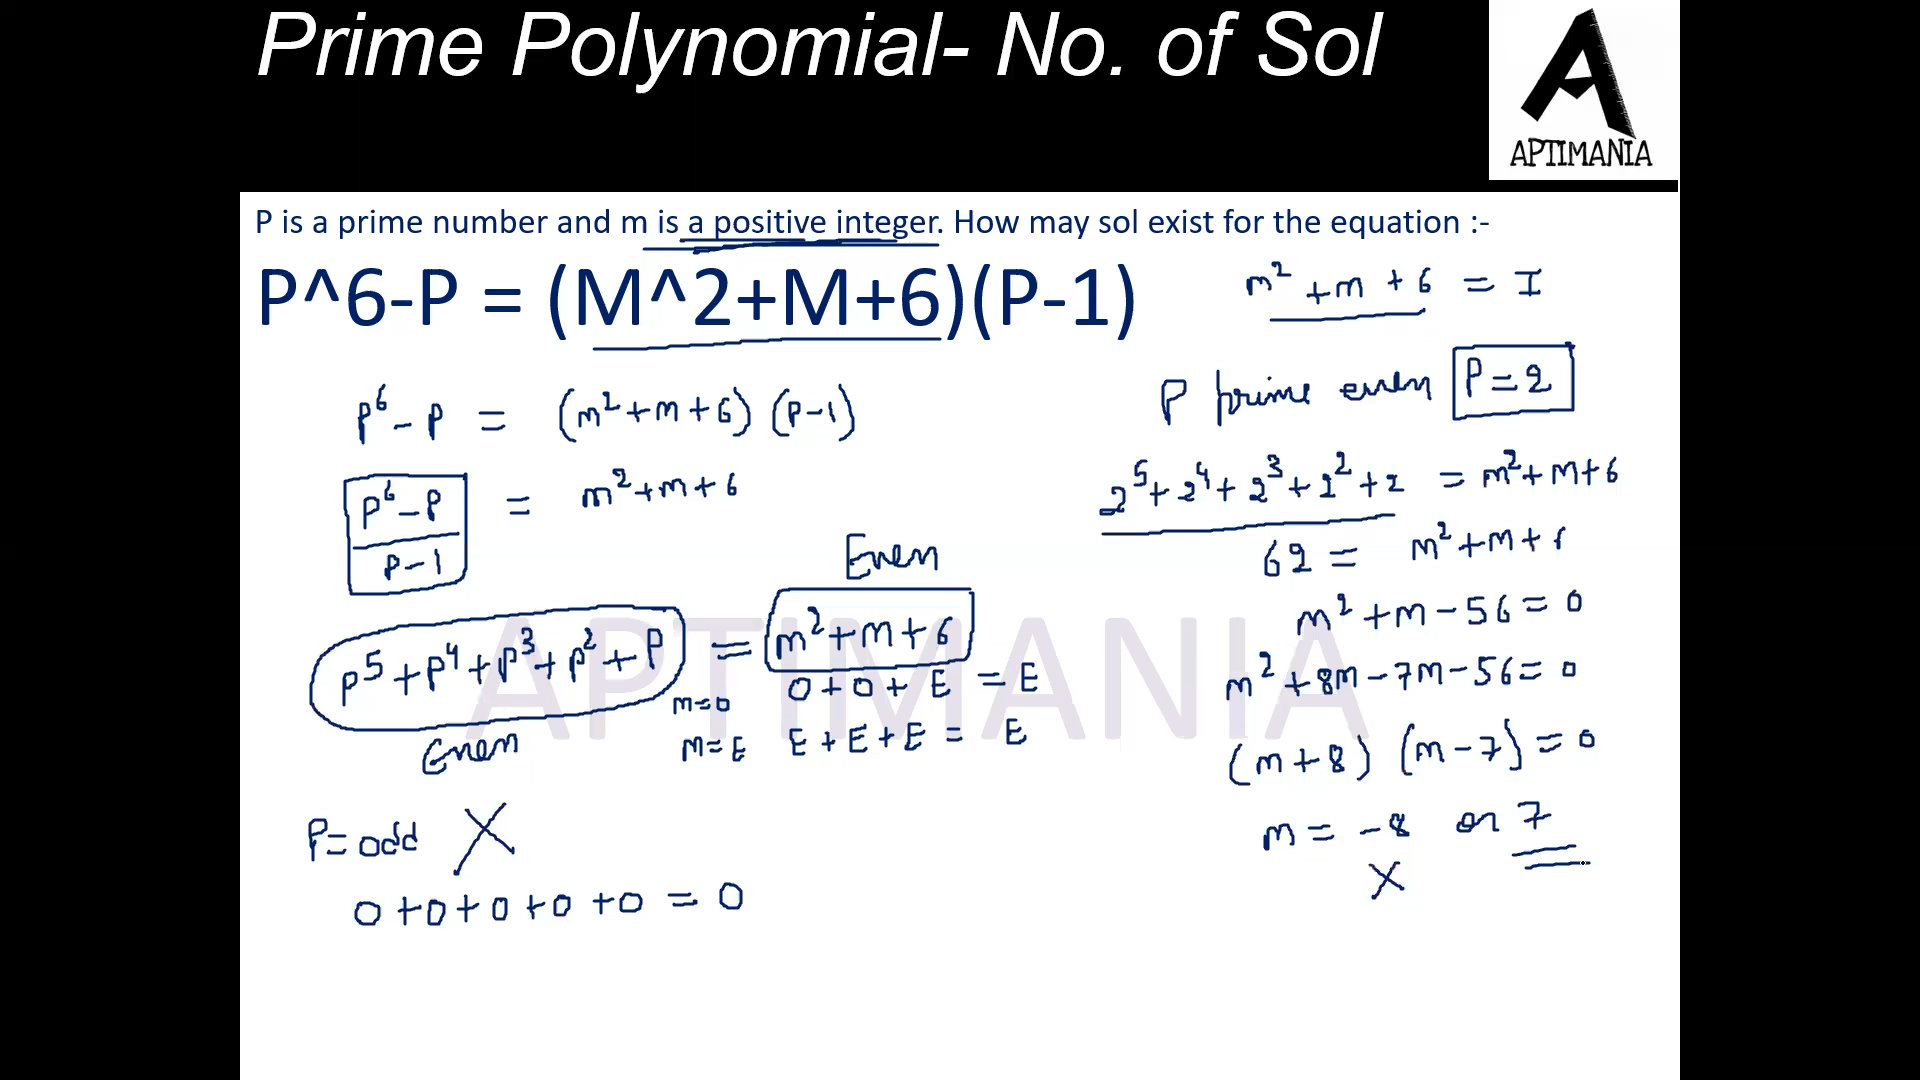 Prime Polynomial- No. of Sol
APTIMANIA
P is a prime number and m is a positive integer. How may sol exist for the equation :-
P^6-P = (M^2+M+6)(P-1)
m² + m + 6 = I
P prime even P = 2
p⁶ - p = (m² + m + 6) (p - 1)
p⁶ - p / p - 1 = m² + m + 6
2⁵ + 2⁴ + 2³ + 2² + 2 = m² + m + 6
62 = m² + m + 6
Even
p⁵ + p⁴ + p³ + p² + p = m² + m + 6
m² + m - 56 = 0
m² + 8m - 7m - 56 = 0
m = 0 0 + 0 + E = E
m = E E + E + E = E
Even
(m + 8) (m - 7) = 0
P = odd X
m = -8 or 7
X
0 + 0 + 0 + 0 + 0 = 0
APTIMANIA